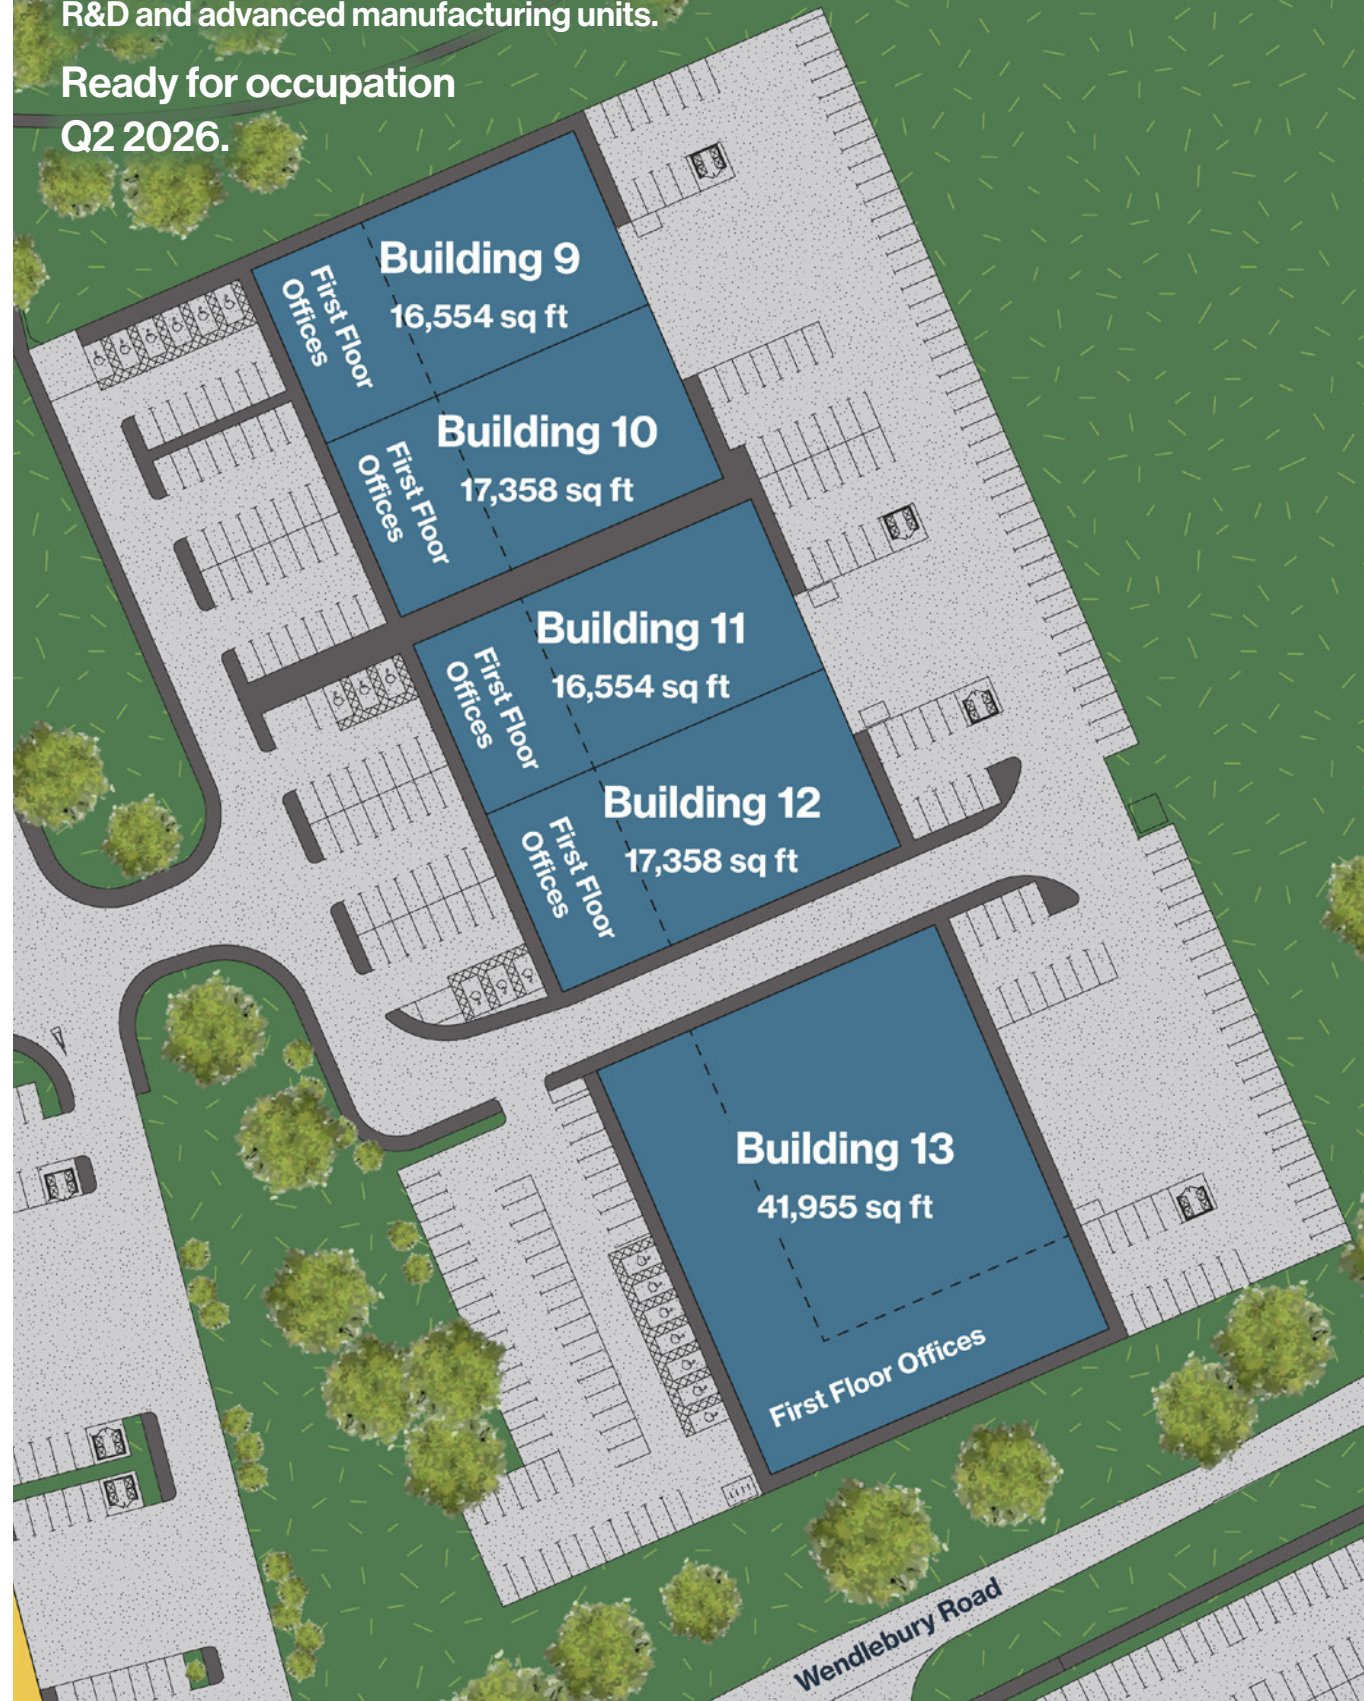 R&D and advanced manufacturing units.
Ready for occupation
Q2 2026.
Building 9
16,554 sq ft
First Floor
Offices
Building 10
17,358 sq ft
First Floor
Offices
Building 11
16,554 sq ft
First Floor
Offices
Building 12
17,358 sq ft
First Floor
Offices
Building 13
41,955 sq ft
First Floor Offices
Wendlebury Road